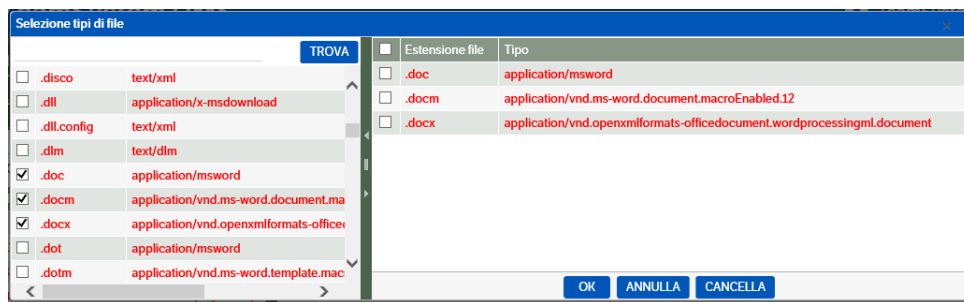 Selezione tipi di file
TROVA
.disco text/xml
.dll application/x-msdownload
.dll.config text/xml
.dlm text/dlm
.doc application/msword
.docm application/vnd.ms-word.document.ma
.docx application/vnd.openxmlformats-office
.dot application/msword
.dotm application/vnd.ms-word.template.mac
Estensione file Tipo
.doc application/msword
.docm application/vnd.ms-word.document.macroEnabled.12
.docx application/vnd.openxmlformats-officedocument.wordprocessingml.document
OK ANNULLA CANCELLA